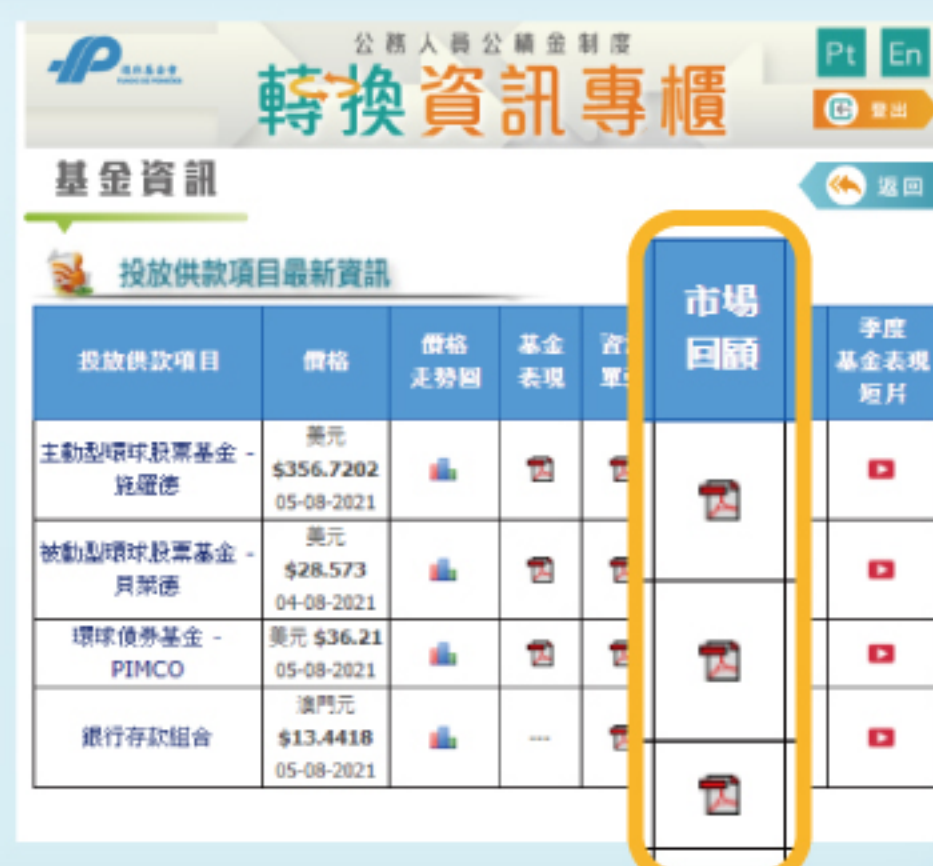 公務人員公積金制度
轉換資訊專櫃
Pt En
登出
基金資訊
返回
投放供款項目最新資訊
投放供款項目
價格
價格
走勢圖
基金
表現
市場
回顧
季度
基金表現
短片
主動型環球股票基金 -
施羅德
美元
$356.7202
05-08-2021
被動型環球股票基金 -
貝萊德
美元
$28.573
04-08-2021
環球債券基金 -
PIMCO
美元 $36.21
05-08-2021
銀行存款組合
澳門元
$13.4418
05-08-2021
---